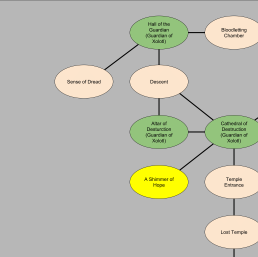 Hall of the
Guardian
(Guardian of
Xolotl)
Bloodletting
Chamber
Sense of Dread
Descent
Altar of
Desturction
(Guardian of
Xolotl)
Cathedral of
Destruction
(Guardian of
Xolotl)
A Shimmer of
Hope
Temple
Entrance
Lost Temple